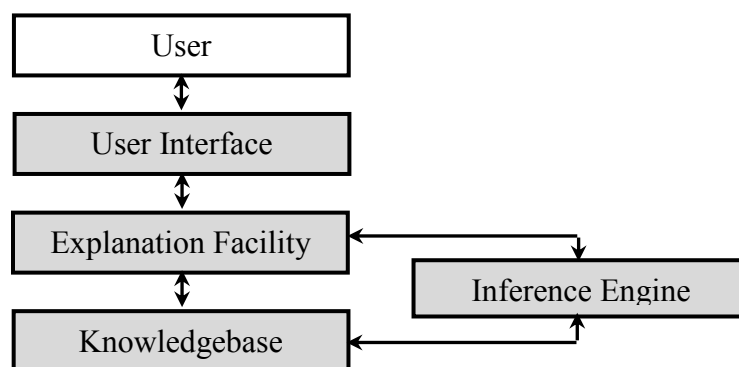 User
User Interface
Explanation Facility
Inference Engine
Knowledgebase